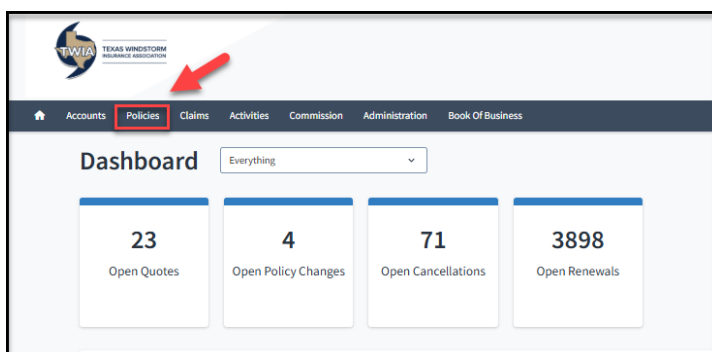 TWIA
TEXAS WINDSTORM
INSURANCE ASSOCIATION
Accounts Policies Claims Activities Commission Administration Book Of Business
Dashboard Everything
23 4 71 3898
Open Quotes Open Policy Changes Open Cancellations Open Renewals